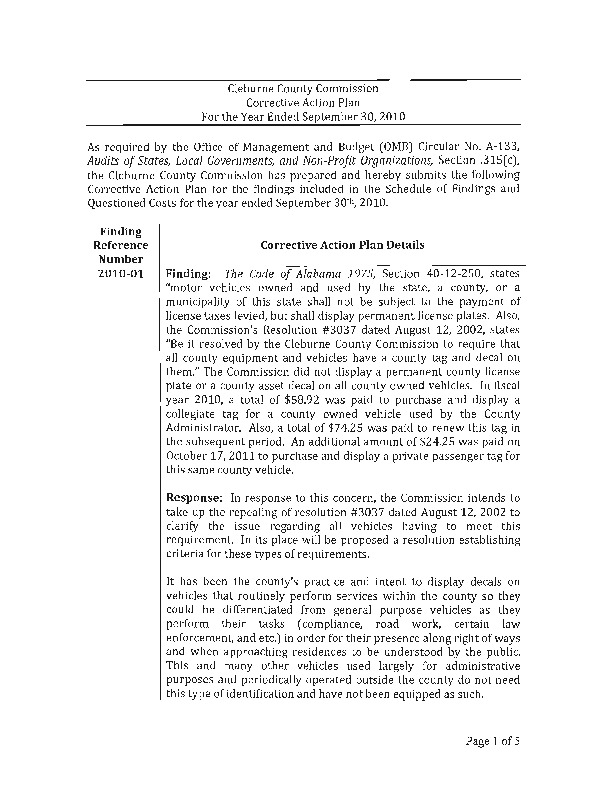 Cleburne County Commission
Corrective Action Plan
For the Year Ended September 30, 2010
As required by the Office of Management and Budget (OMB) Circular No. A-133,
Audits of States, Local Governments, and Non-Profit Organizations, Section .315(c),
the Cleburne County Commission has prepared and hereby submits the following
Corrective Action Plan for the findings included in the Schedule of Findings and
Questioned Costs for the year ended September 30th, 2010.
Finding
Reference
Number
Corrective Action Plan Details
2010-01
Finding: The Code of Alabama 1975, Section 40-12-250, states
"motor vehicles owned and used by the state, a county, or a
municipality of this state shall not be subject to the payment of
license taxes levied, but shall display permanent license plates. Also,
the Commission's Resolution #3037 dated August 12, 2002, states
"Be it resolved by the Cleburne County Commission to require that
all county equipment and vehicles have a county tag and decal on
them." The Commission did not display a permanent county license
plate or a county asset decal on all county owned vehicles. In fiscal
year 2010, a total of $58.92 was paid to purchase and display a
collegiate tag for a county owned vehicle used by the County
Administrator. Also, a total of $74.25 was paid to renew this tag in
the subsequent period. An additional amount of $24.25 was paid on
October 17, 2011 to purchase and display a private passenger tag for
this same county vehicle.
Response: In response to this concern, the Commission intends to
take up the repealing of resolution #3037 dated August 12, 2002 to
clarify the issue regarding all vehicles having to meet this
requirement. In its place will be proposed a resolution establishing
criteria for these types of requirements.
It has been the county's practice and intent to display decals on
vehicles that routinely perform services within the county so they
could be differentiated from general purpose vehicles as they
perform their tasks (compliance, road work, certain law
enforcement, and etc.) in order for their presence along right of ways
and when approaching residences to be understood by the public.
This and many other vehicles used largely for administrative
purposes and periodically operated outside the county do not need
this type of identification and have not been equipped as such.
Page 1 of 5